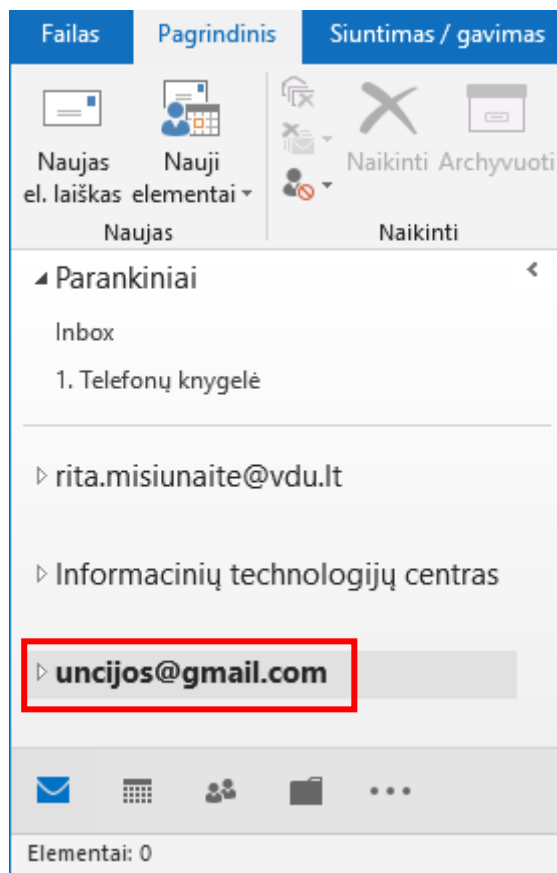 Failas Pagrindinis Siuntimas / gavimas
Naujas
el. laiškas
Nauji
elementai
Naikinti Archyvuoti
Naujas Naikinti
Parankiniai
Inbox
1. Telefonų knygelė
rita.misiunaite@vdu.lt
Informacinių technologijų centras
uncijos@gmail.com
Elementai: 0